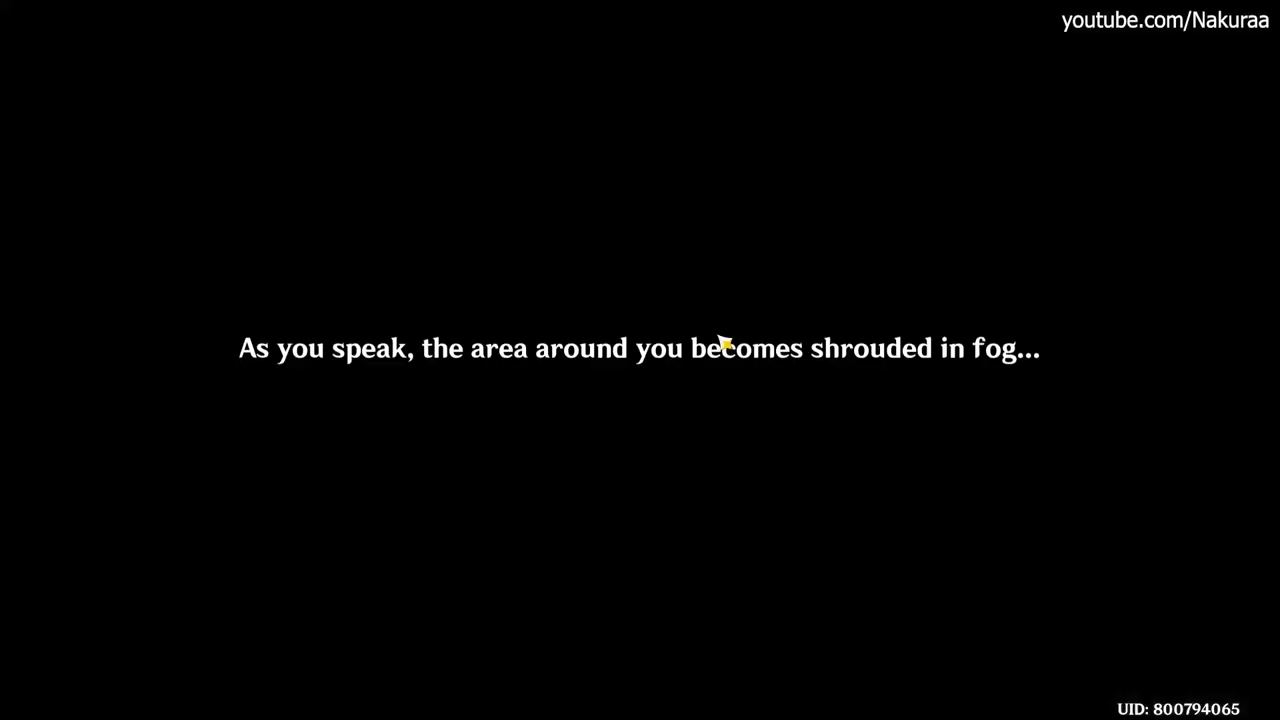 youtube.com/Nakuraa
As you speak, the area around you becomes shrouded in fog...
UID: 800794065